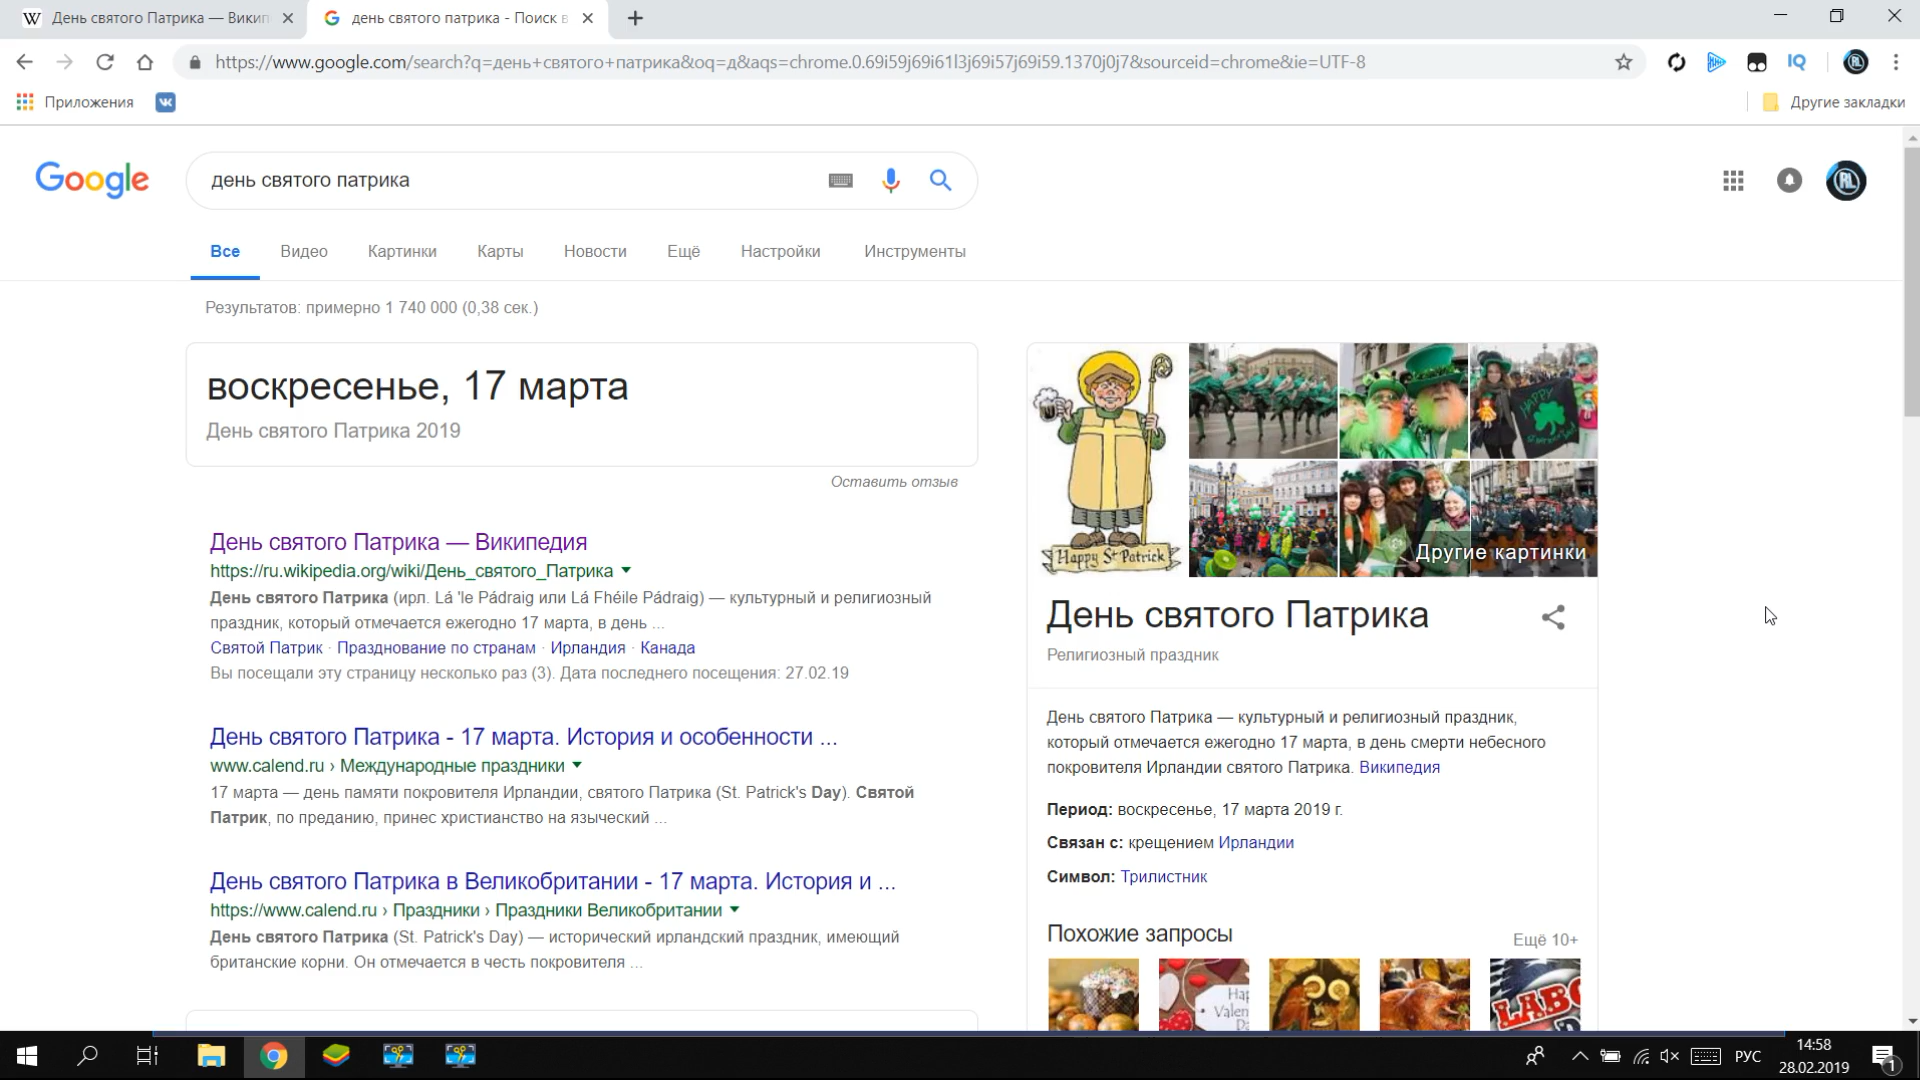 День святого Патрика — Викип
день святого патрика - Поиск в
https://www.google.com/search?q=день+святого+патрика&oq=д&aqs=chrome.0.69i59j69i61l3j69i57j69i59.1370j0j7&sourceid=chrome&ie=UTF-8
IQ
Приложения
Другие закладки
Google
день святого патрика
RL
Все
Видео
Картинки
Карты
Новости
Ещё
Настройки
Инструменты
Результатов: примерно 1 740 000 (0,38 сек.)
воскресенье, 17 марта
День святого Патрика 2019
Оставить отзыв
День святого Патрика — Википедия
https://ru.wikipedia.org/wiki/День_святого_Патрика
День святого Патрика (ирл. Lá 'le Pádraig или Lá Fhéile Pádraig) — культурный и религиозный
праздник, который отмечается ежегодно 17 марта, в день ...
Святой Патрик · Празднование по странам · Ирландия · Канада
Вы посещали эту страницу несколько раз (3). Дата последнего посещения: 27.02.19
День святого Патрика - 17 марта. История и особенности ...
www.calend.ru › Международные праздники
17 марта — день памяти покровителя Ирландии, святого Патрика (St. Patrick's Day). Святой
Патрик, по преданию, принес христианство на языческий ...
День святого Патрика в Великобритании - 17 марта. История и ...
https://www.calend.ru › Праздники › Праздники Великобритании
День святого Патрика (St. Patrick's Day) — исторический ирландский праздник, имеющий
британские корни. Он отмечается в честь покровителя ...
Happy St Patrick
HAPPY
Другие картинки
День святого Патрика
Религиозный праздник
День святого Патрика — культурный и религиозный праздник,
который отмечается ежегодно 17 марта, в день смерти небесного
покровителя Ирландии святого Патрика. Википедия
Период: воскресенье, 17 марта 2019 г.
Связан с: крещением Ирландии
Символ: Трилистник
Похожие запросы
Ещё 10+
Hap
Valen
Da
LABO
РУС
14:58
28.02.2019
1